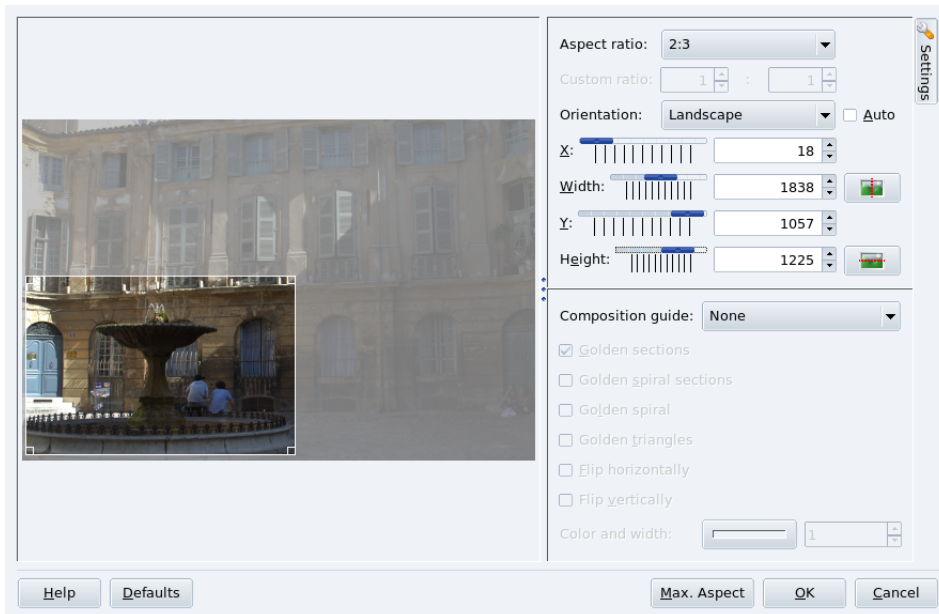 Aspect ratio: 2:3
Custom ratio: 1 : 1
Orientation: Landscape Auto
X: 18
Width: 1838
Y: 1057
Height: 1225
Settings
Composition guide: None
Golden sections
Golden spiral sections
Golden spiral
Golden triangles
Flip horizontally
Flip vertically
Color and width: 1
Help Defaults Max. Aspect OK Cancel